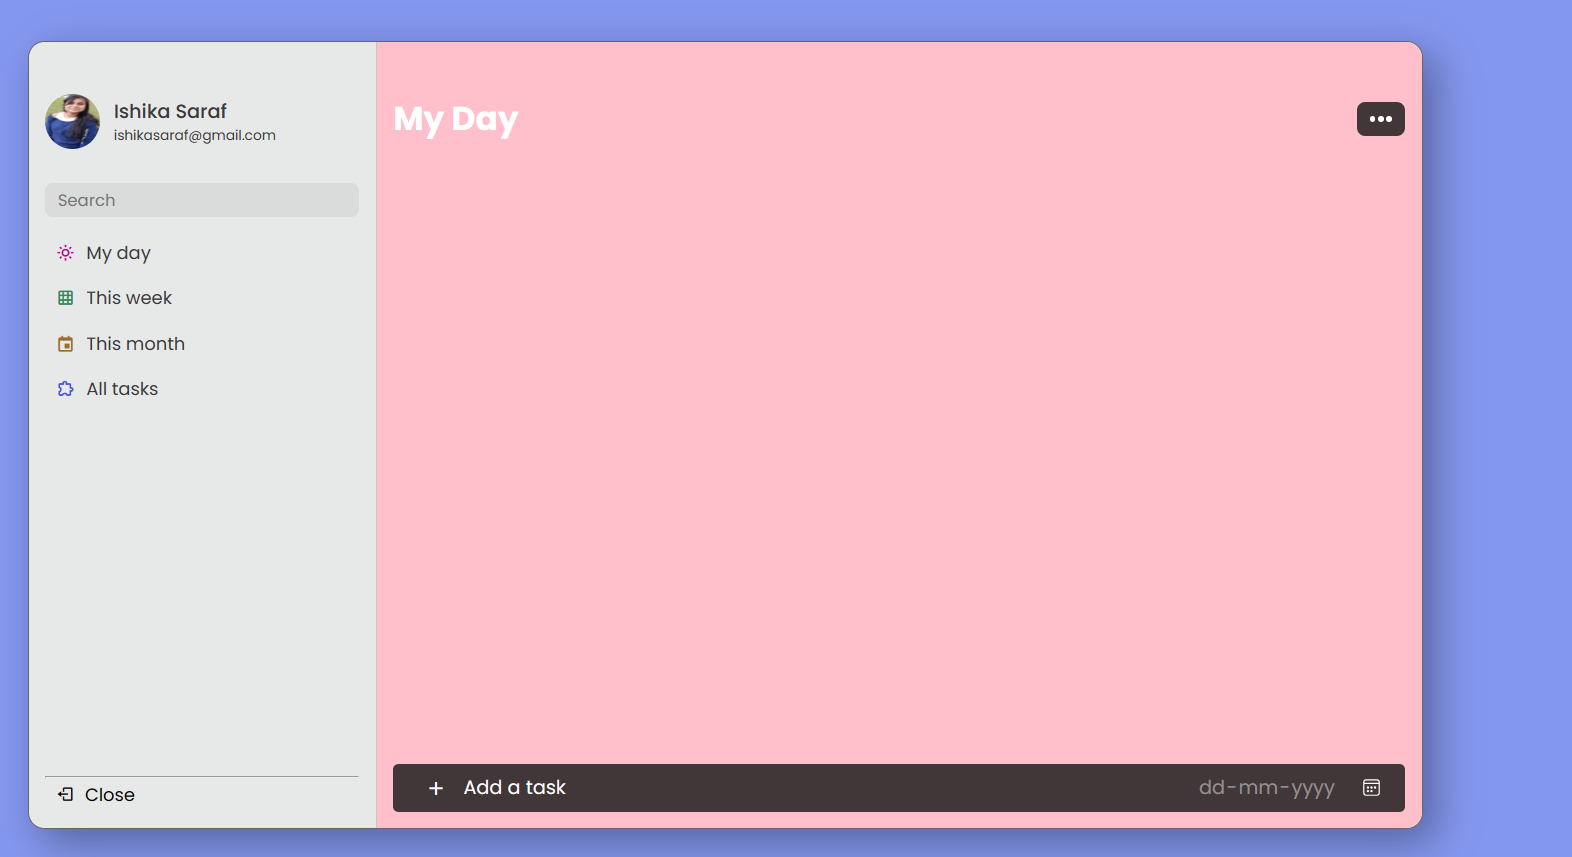 Ishika Saraf
ishikasaraf@gmail.com
Search
My day
This week
This month
All tasks
Close
My Day
Add a task
dd-mm-yyyy